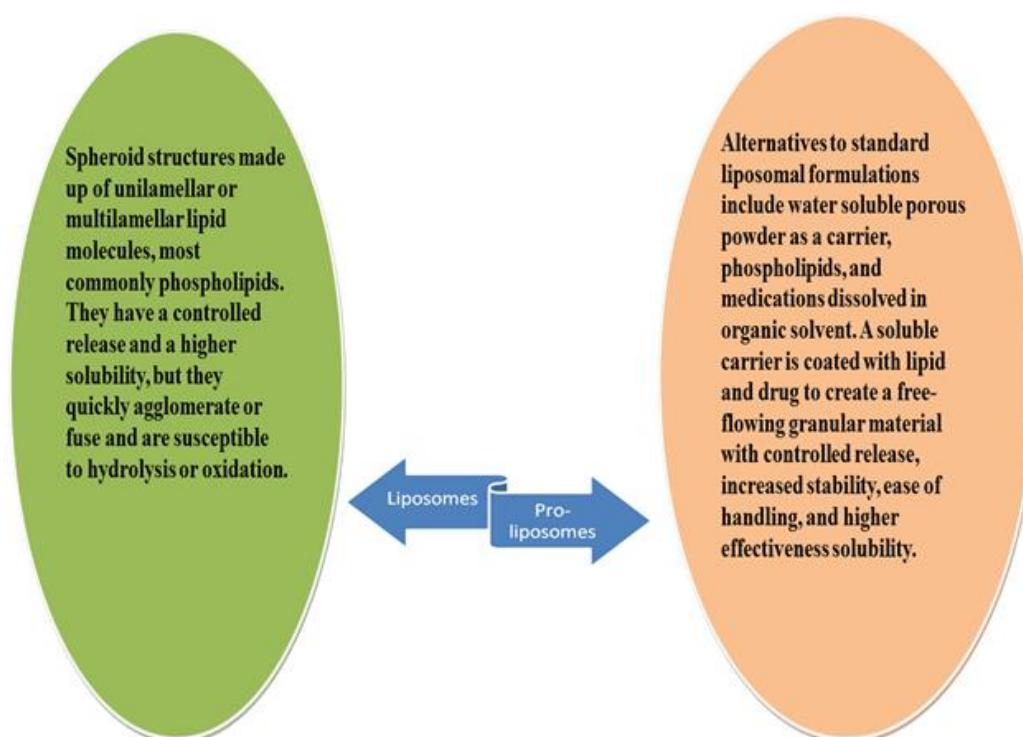 Spheroid structures made
up of unilamellar or
multilamellar lipid
molecules, most
commonly phospholipids.
They have a controlled
release and a higher
solubility, but they
quickly agglomerate or
fuse and are susceptible
to hydrolysis or oxidation.
Liposomes
Pro-
liposomes
Alternatives to standard
liposomal formulations
include water soluble porous
powder as a carrier,
phospholipids, and
medications dissolved in
organic solvent. A soluble
carrier is coated with lipid
and drug to create a free-
flowing granular material
with controlled release,
increased stability, ease of
handling, and higher
effectiveness solubility.